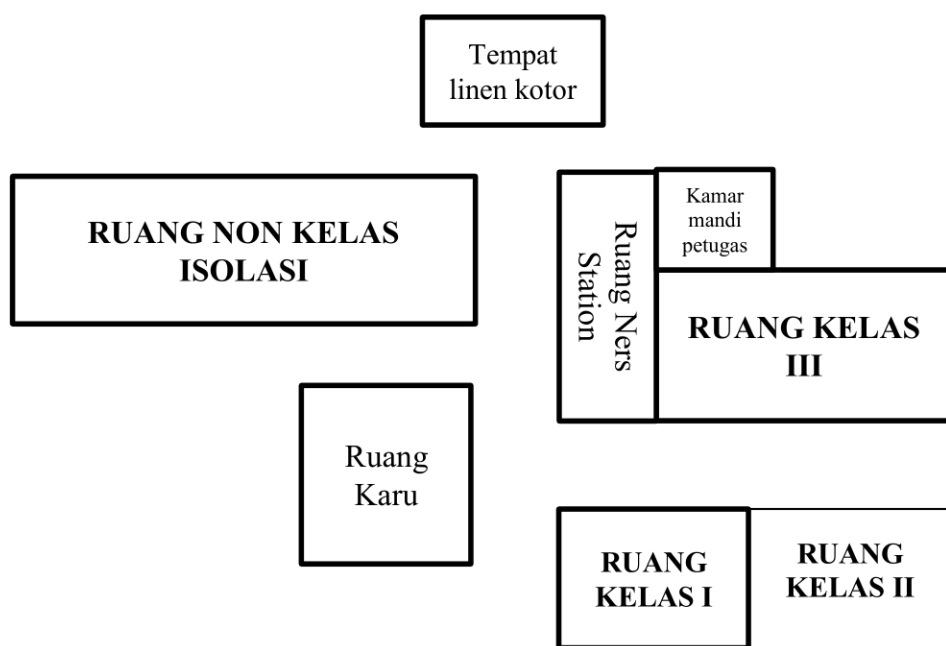 Tempat
linen kotor
RUANG NON KELAS
ISOLASI
Ruang Ners
Station
Kamar
mandi
petugas
RUANG KELAS
III
Ruang
Karu
RUANG
KELAS I
RUANG
KELAS II